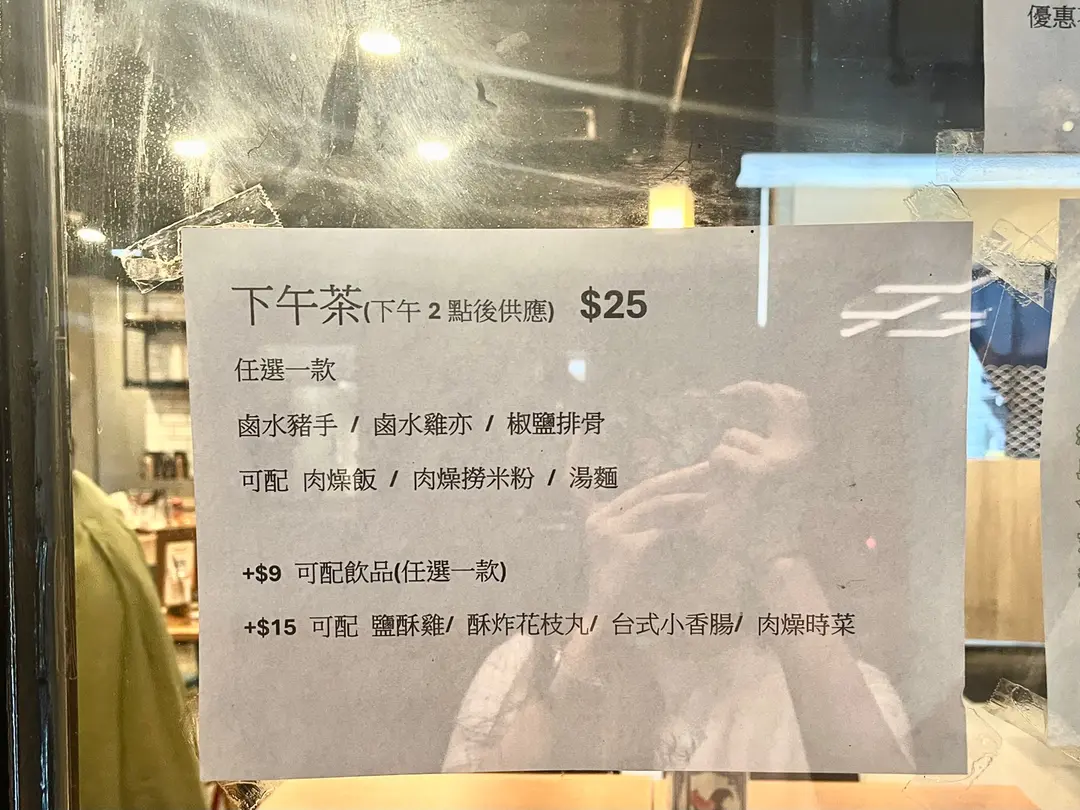 優惠
下午茶(下午 2 點後供應) $25
任選一款
鹵水豬手 / 鹵水雞亦 / 椒鹽排骨
可配 肉燥飯 / 肉燥撈米粉 / 湯麵
+$9 可配飲品(任選一款)
+$15 可配 鹽酥雞/ 酥炸花枝丸/ 台式小香腸/ 肉燥時菜